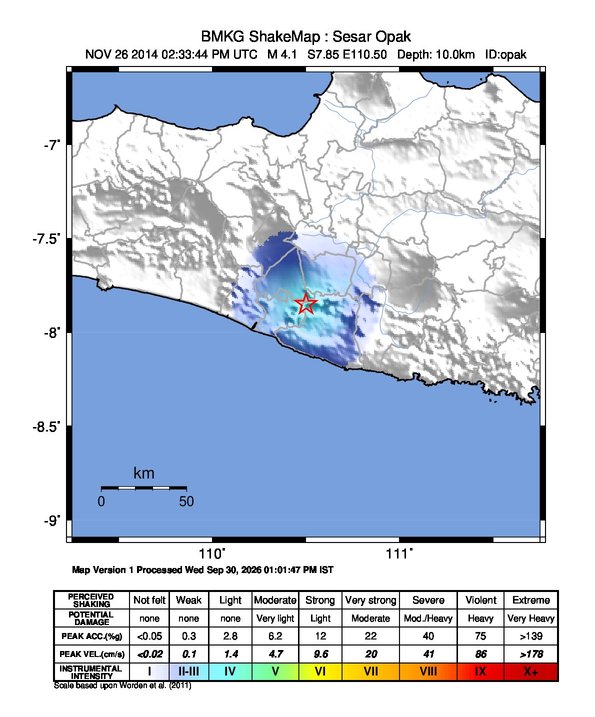 BMKG ShakeMap : Sesar Opak
NOV 26 2014 02:33:44 PM UTC M 4.1 S7.85 E110.50 Depth: 10.0km ID:opak
-7˚
-7.5˚
-8˚
-8.5˚
-9˚
km
0 50
110˚ 111˚
Map Version 1 Processed Wed Sep 30, 2026 01:01:47 PM IST
PERCEIVED SHAKING Not felt Weak Light Moderate Strong Very strong Severe Violent Extreme
POTENTIAL DAMAGE none none none Very light Light Moderate Mod./Heavy Heavy Very Heavy
PEAK ACC.(%g) <0.05 0.3 2.8 6.2 12 22 40 75 >139
PEAK VEL.(cm/s) <0.02 0.1 1.4 4.7 9.6 20 41 86 >178
INSTRUMENTAL INTENSITY I II-III IV V VI VII VIII IX X+
Scale based upon Worden et al. (2011)